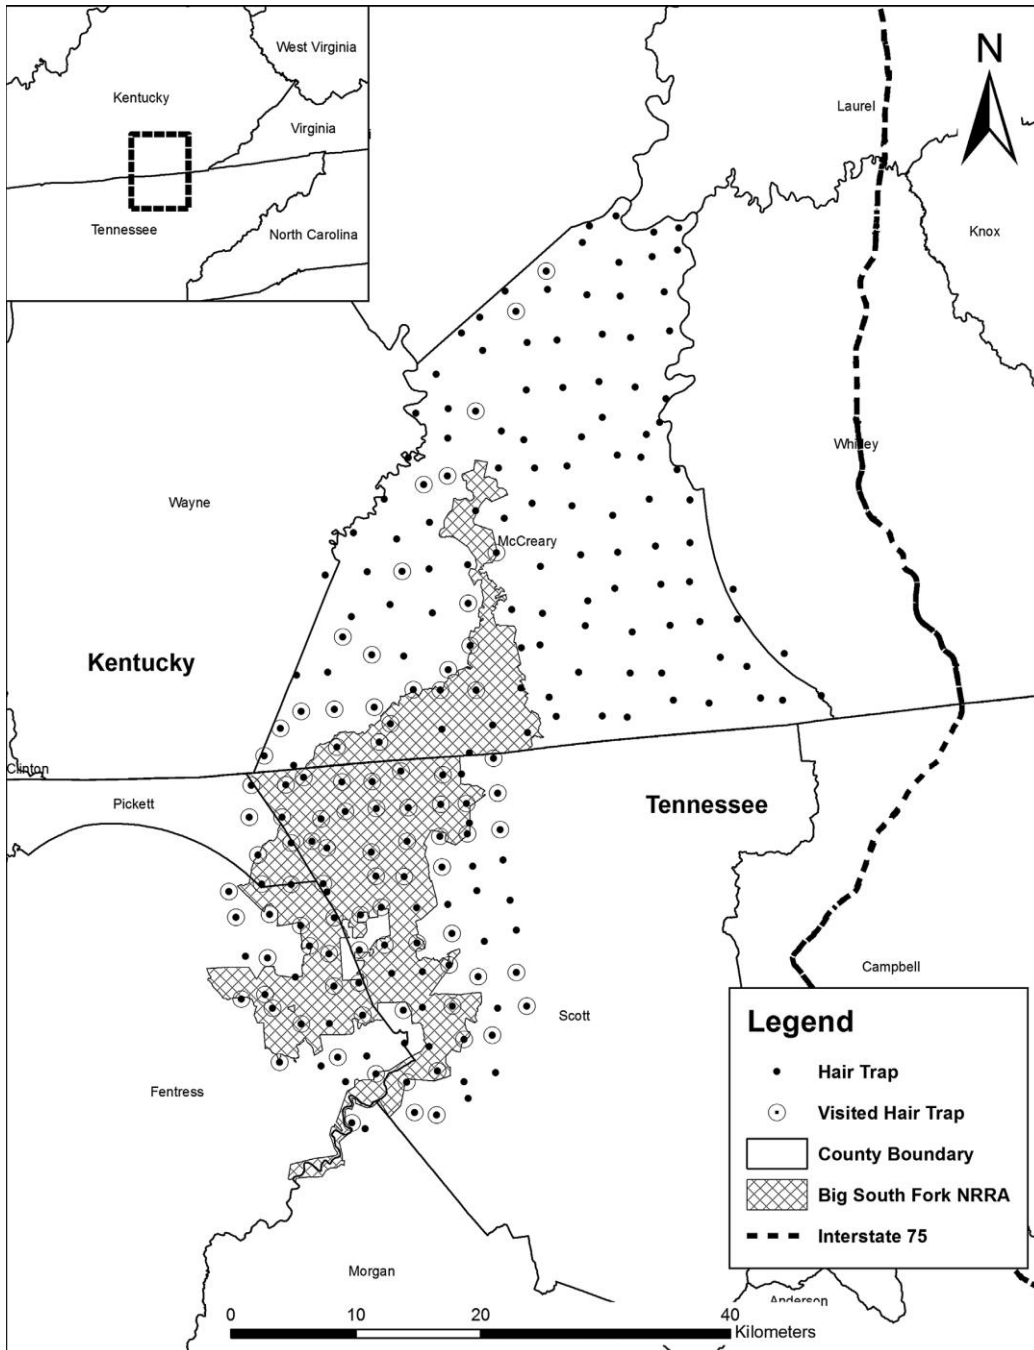 West Virginia
Kentucky
Virginia
Tennessee
North Carolina
Laurel
N
Knox
Whitley
Wayne
McCreary
Kentucky
Clinton
Pickett
Tennessee
Campbell
Scott
Fentress
Morgan
Anderson
Legend
Hair Trap
Visited Hair Trap
County Boundary
Big South Fork NRRA
Interstate 75
0 10 20 40
Kilometers